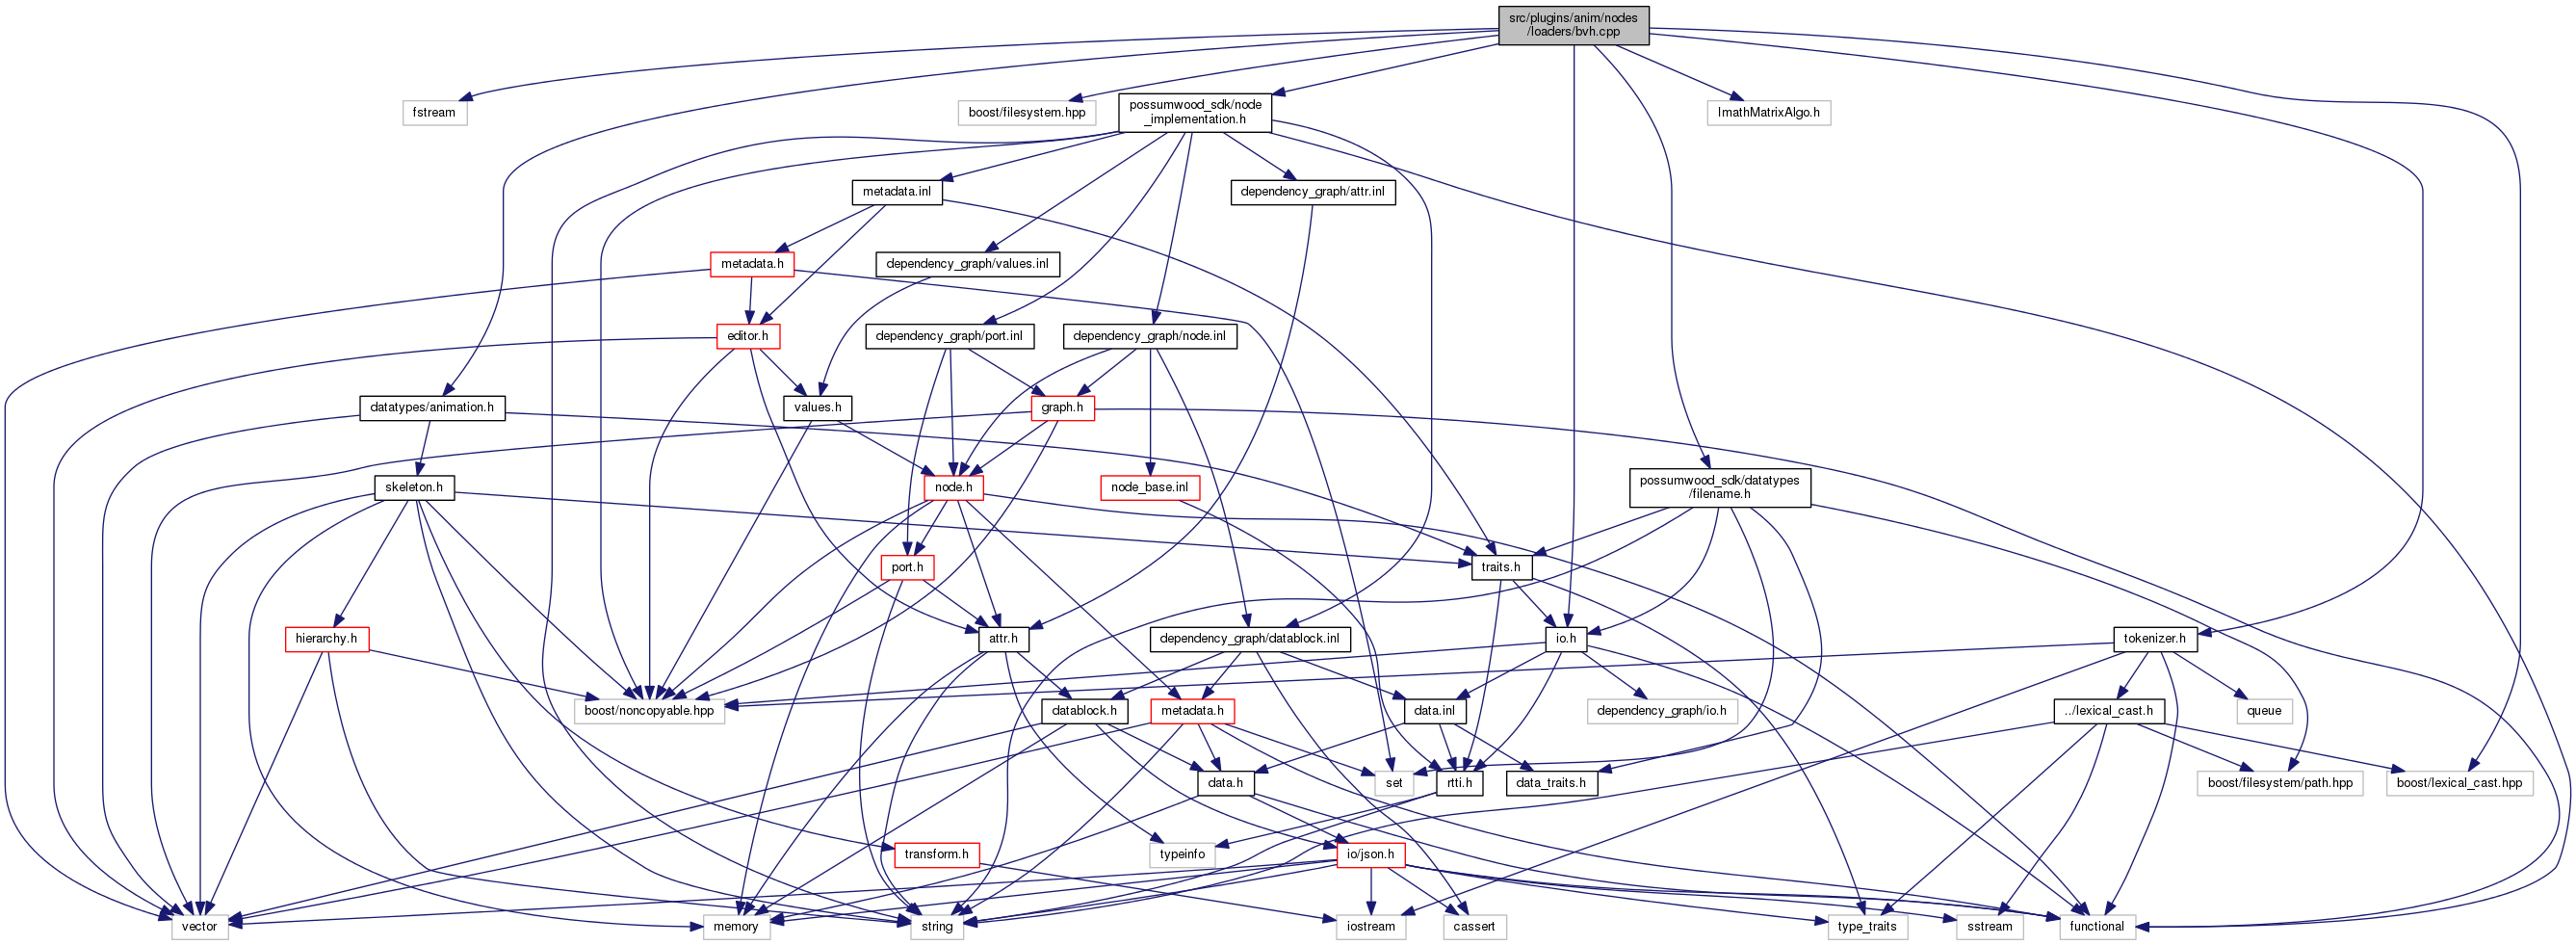 src/plugins/anim/nodes
/loaders/bvh.cpp
fstream
boost/filesystem.hpp
possumwood_sdk/node
_implementation.h
ImathMatrixAlgo.h
metadata.inl
dependency_graph/attr.inl
metadata.h
dependency_graph/values.inl
editor.h
dependency_graph/port.inl
dependency_graph/node.inl
datatypes/animation.h
values.h
graph.h
skeleton.h
node.h
node_base.inl
possumwood_sdk/datatypes
/filename.h
port.h
traits.h
hierarchy.h
attr.h
dependency_graph/datablock.inl
io.h
tokenizer.h
boost/noncopyable.hpp
datablock.h
metadata.h
data.inl
dependency_graph/io.h
../lexical_cast.h
queue
data.h
set
rtti.h
data_traits.h
boost/filesystem/path.hpp
boost/lexical_cast.hpp
transform.h
typeinfo
io/json.h
vector
memory
string
iostream
cassert
type_traits
sstream
functional